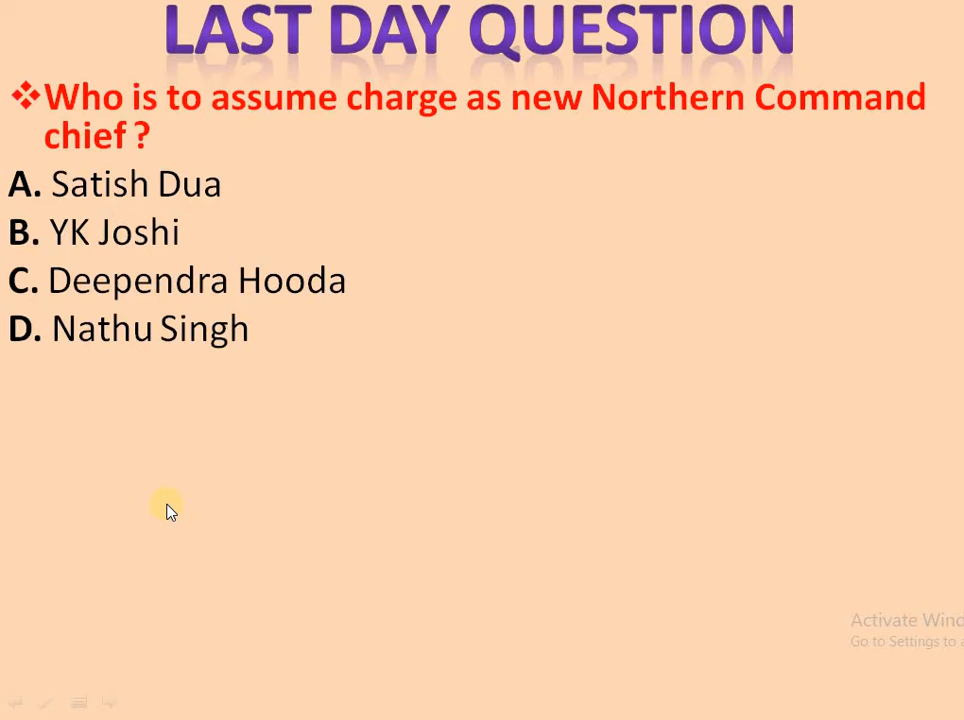 LAST DAY QUESTION
❖Who is to assume charge as new Northern Command
chief ?
A. Satish Dua
B. YK Joshi
C. Deependra Hooda
D. Nathu Singh
Activate Wind
Go to Settings to a